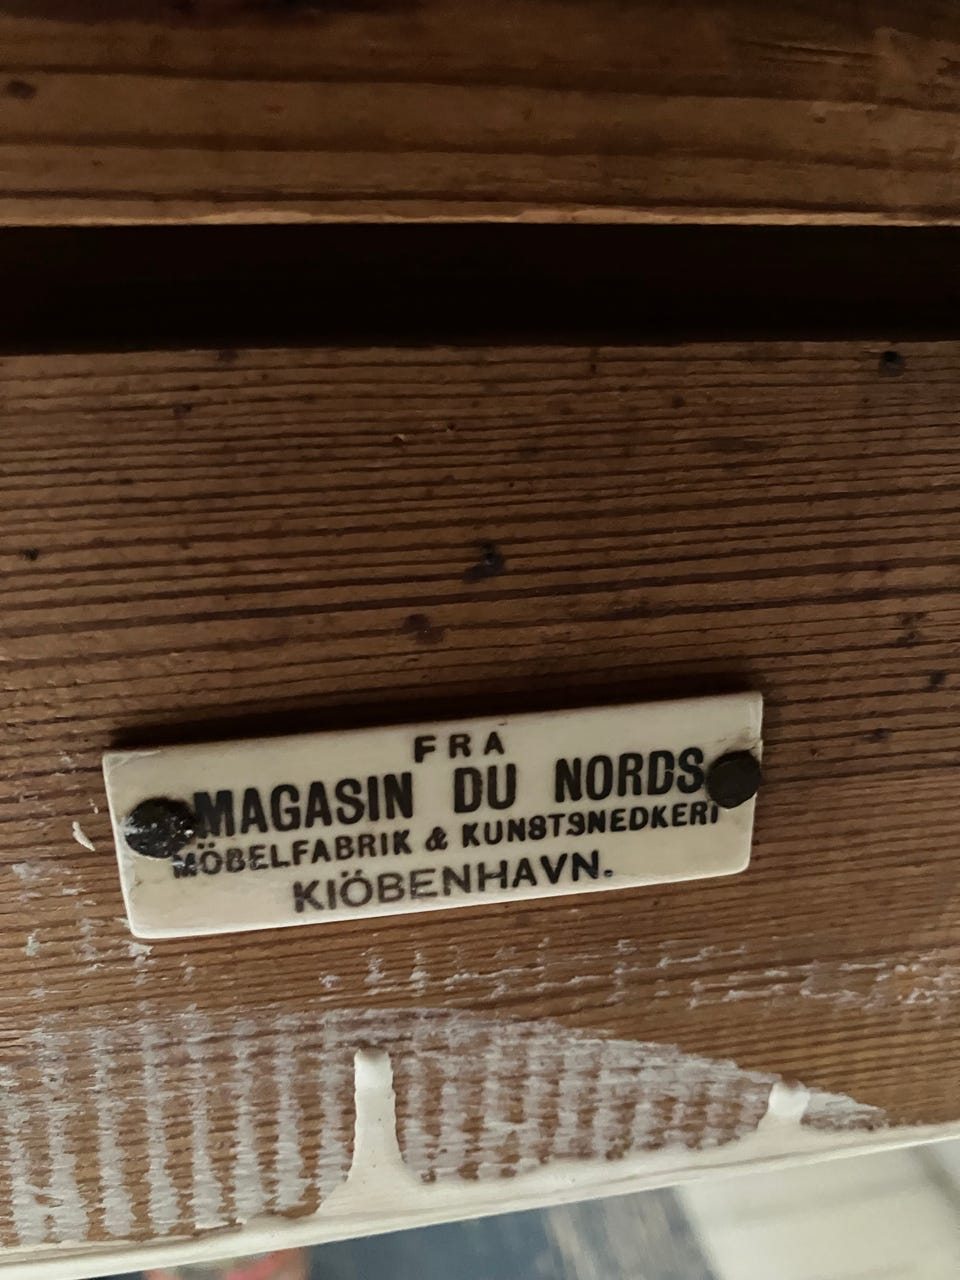 FRA
MAGASIN DU NORDS
MÖBELFABRIK & KUNSTSNEDKERI
KIÖBENHAVN.